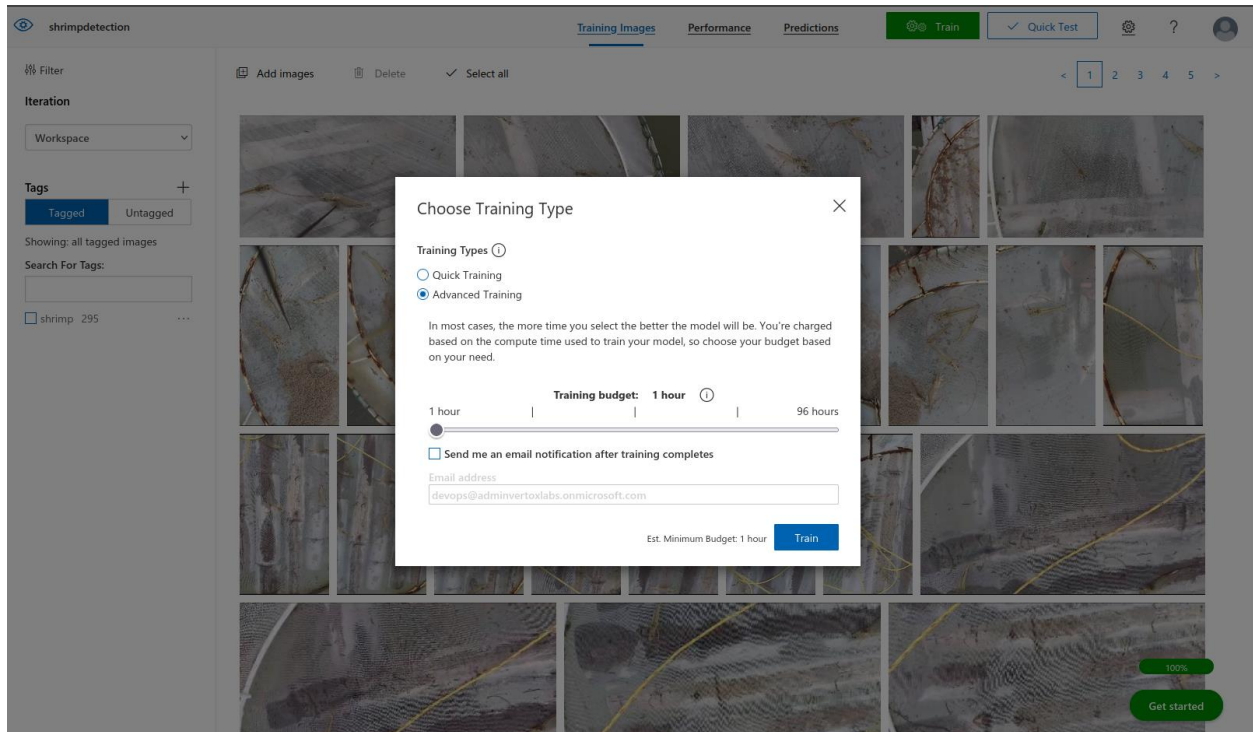 shrimpdetection
Training Images Performance Predictions Train Quick Test ?
Filter
Iteration
Workspace
Tags +
Tagged Untagged
Showing: all tagged images
Search For Tags:
shrimp 295 ...
Add images Delete Select all
< 1 2 3 4 5 >
Choose Training Type
Training Types i
Quick Training
Advanced Training
In most cases, the more time you select the better the model will be. You're charged
based on the compute time used to train your model, so choose your budget based
on your need.
Training budget: 1 hour i
1 hour | | | 96 hours
Send me an email notification after training completes
Email address
devops@adminvertoxlabs.onmicrosoft.com
Est. Minimum Budget: 1 hour Train
100%
Get started